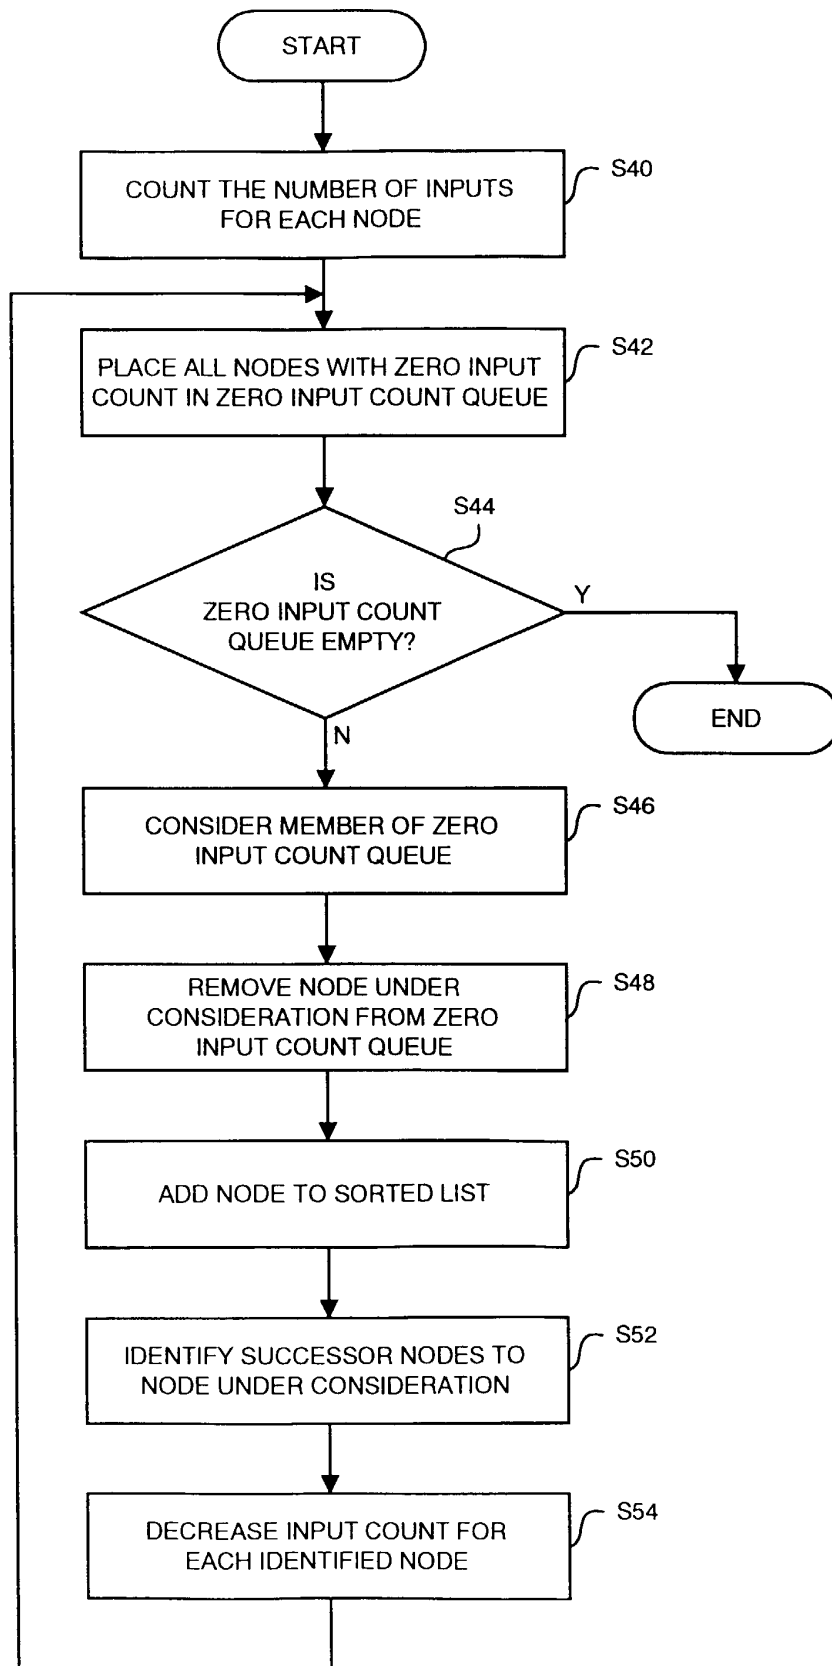 START
COUNT THE NUMBER OF INPUTS
FOR EACH NODE
S40
PLACE ALL NODES WITH ZERO INPUT
COUNT IN ZERO INPUT COUNT QUEUE
S42
S44
IS
ZERO INPUT COUNT
QUEUE EMPTY?
Y
END
N
CONSIDER MEMBER OF ZERO
INPUT COUNT QUEUE
S46
REMOVE NODE UNDER
CONSIDERATION FROM ZERO
INPUT COUNT QUEUE
S48
ADD NODE TO SORTED LIST
S50
IDENTIFY SUCCESSOR NODES TO
NODE UNDER CONSIDERATION
S52
DECREASE INPUT COUNT FOR
EACH IDENTIFIED NODE
S54